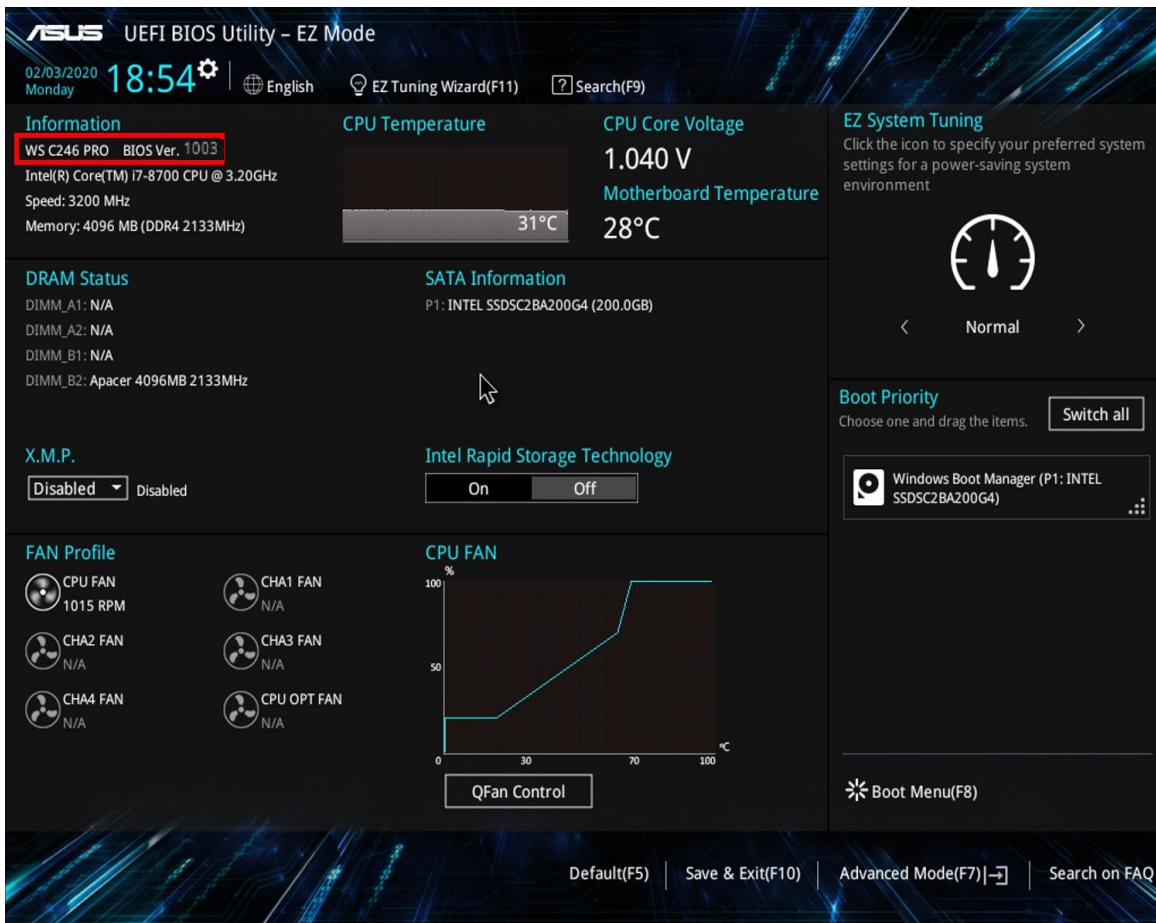 ASUS UEFI BIOS Utility – EZ Mode
02/03/2020
Monday
18:54
English
EZ Tuning Wizard(F11)
? Search(F9)
Information
WS C246 PRO BIOS Ver. 1003
Intel(R) Core(TM) i7-8700 CPU @ 3.20GHz
Speed: 3200 MHz
Memory: 4096 MB (DDR4 2133MHz)
CPU Temperature
31°C
CPU Core Voltage
1.040 V
Motherboard Temperature
28°C
EZ System Tuning
Click the icon to specify your preferred system
settings for a power-saving system
environment
Normal
DRAM Status
DIMM_A1: N/A
DIMM_A2: N/A
DIMM_B1: N/A
DIMM_B2: Apacer 4096MB 2133MHz
SATA Information
P1: INTEL SSDSC2BA200G4 (200.0GB)
X.M.P.
Disabled Disabled
Intel Rapid Storage Technology
On Off
Boot Priority
Choose one and drag the items.
Switch all
Windows Boot Manager (P1: INTEL
SSDSC2BA200G4)
FAN Profile
CPU FAN
1015 RPM
CHA1 FAN
N/A
CHA2 FAN
N/A
CHA3 FAN
N/A
CHA4 FAN
N/A
CPU OPT FAN
N/A
CPU FAN
%
100
50
0 30 70 100
°C
QFan Control
Boot Menu(F8)
Default(F5) Save & Exit(F10) Advanced Mode(F7) Search on FAQ